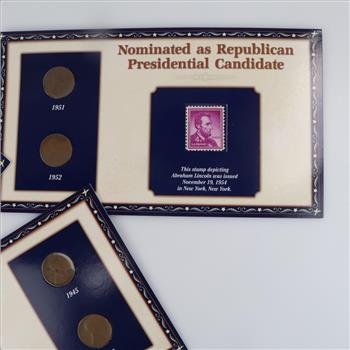 Nominated as Republican
Presidential Candidate
1951
1952
This stamp depicting
Abraham Lincoln was issued
November 19, 1954
in New York, New York.
1945